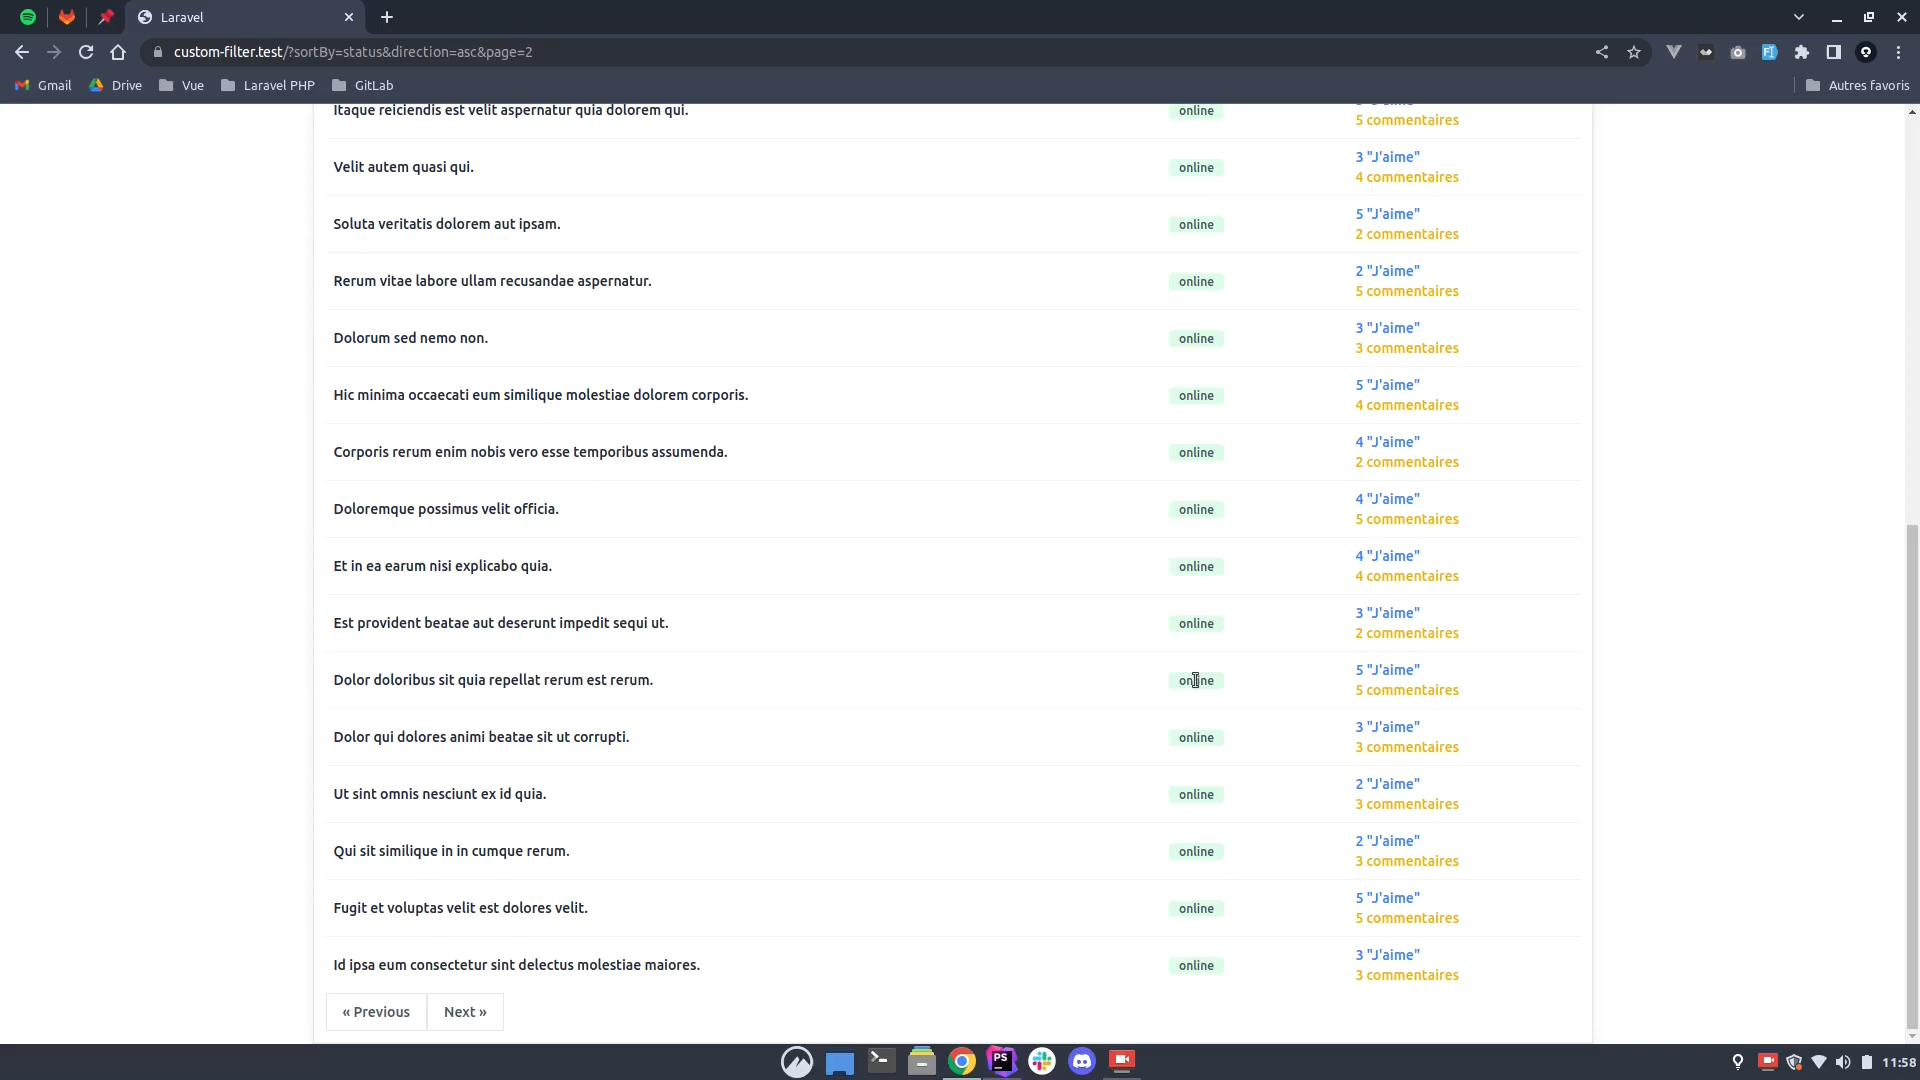 Laravel
custom-filter.test/?sortBy=status&direction=asc&page=2
Gmail
Drive
Vue
Laravel PHP
GitLab
Autres favoris
Itaque reiciendis est velit aspernatur quia dolorem qui.
online
5 commentaires
Velit autem quasi qui.
online
3 "J'aime"
4 commentaires
Soluta veritatis dolorem aut ipsam.
online
5 "J'aime"
2 commentaires
Rerum vitae labore ullam recusandae aspernatur.
online
2 "J'aime"
5 commentaires
Dolorum sed nemo non.
online
3 "J'aime"
3 commentaires
Hic minima occaecati eum similique molestiae dolorem corporis.
online
5 "J'aime"
4 commentaires
Corporis rerum enim nobis vero esse temporibus assumenda.
online
4 "J'aime"
2 commentaires
Doloremque possimus velit officia.
online
4 "J'aime"
5 commentaires
Et in ea earum nisi explicabo quia.
online
4 "J'aime"
4 commentaires
Est provident beatae aut deserunt impedit sequi ut.
online
3 "J'aime"
2 commentaires
Dolor doloribus sit quia repellat rerum est rerum.
online
5 "J'aime"
5 commentaires
Dolor qui dolores animi beatae sit ut corrupti.
online
3 "J'aime"
3 commentaires
Ut sint omnis nesciunt ex id quia.
online
2 "J'aime"
3 commentaires
Qui sit similique in in cumque rerum.
online
2 "J'aime"
3 commentaires
Fugit et voluptas velit est dolores velit.
online
5 "J'aime"
5 commentaires
Id ipsa eum consectetur sint delectus molestiae maiores.
online
3 "J'aime"
3 commentaires
« Previous
Next »
PS
11:58